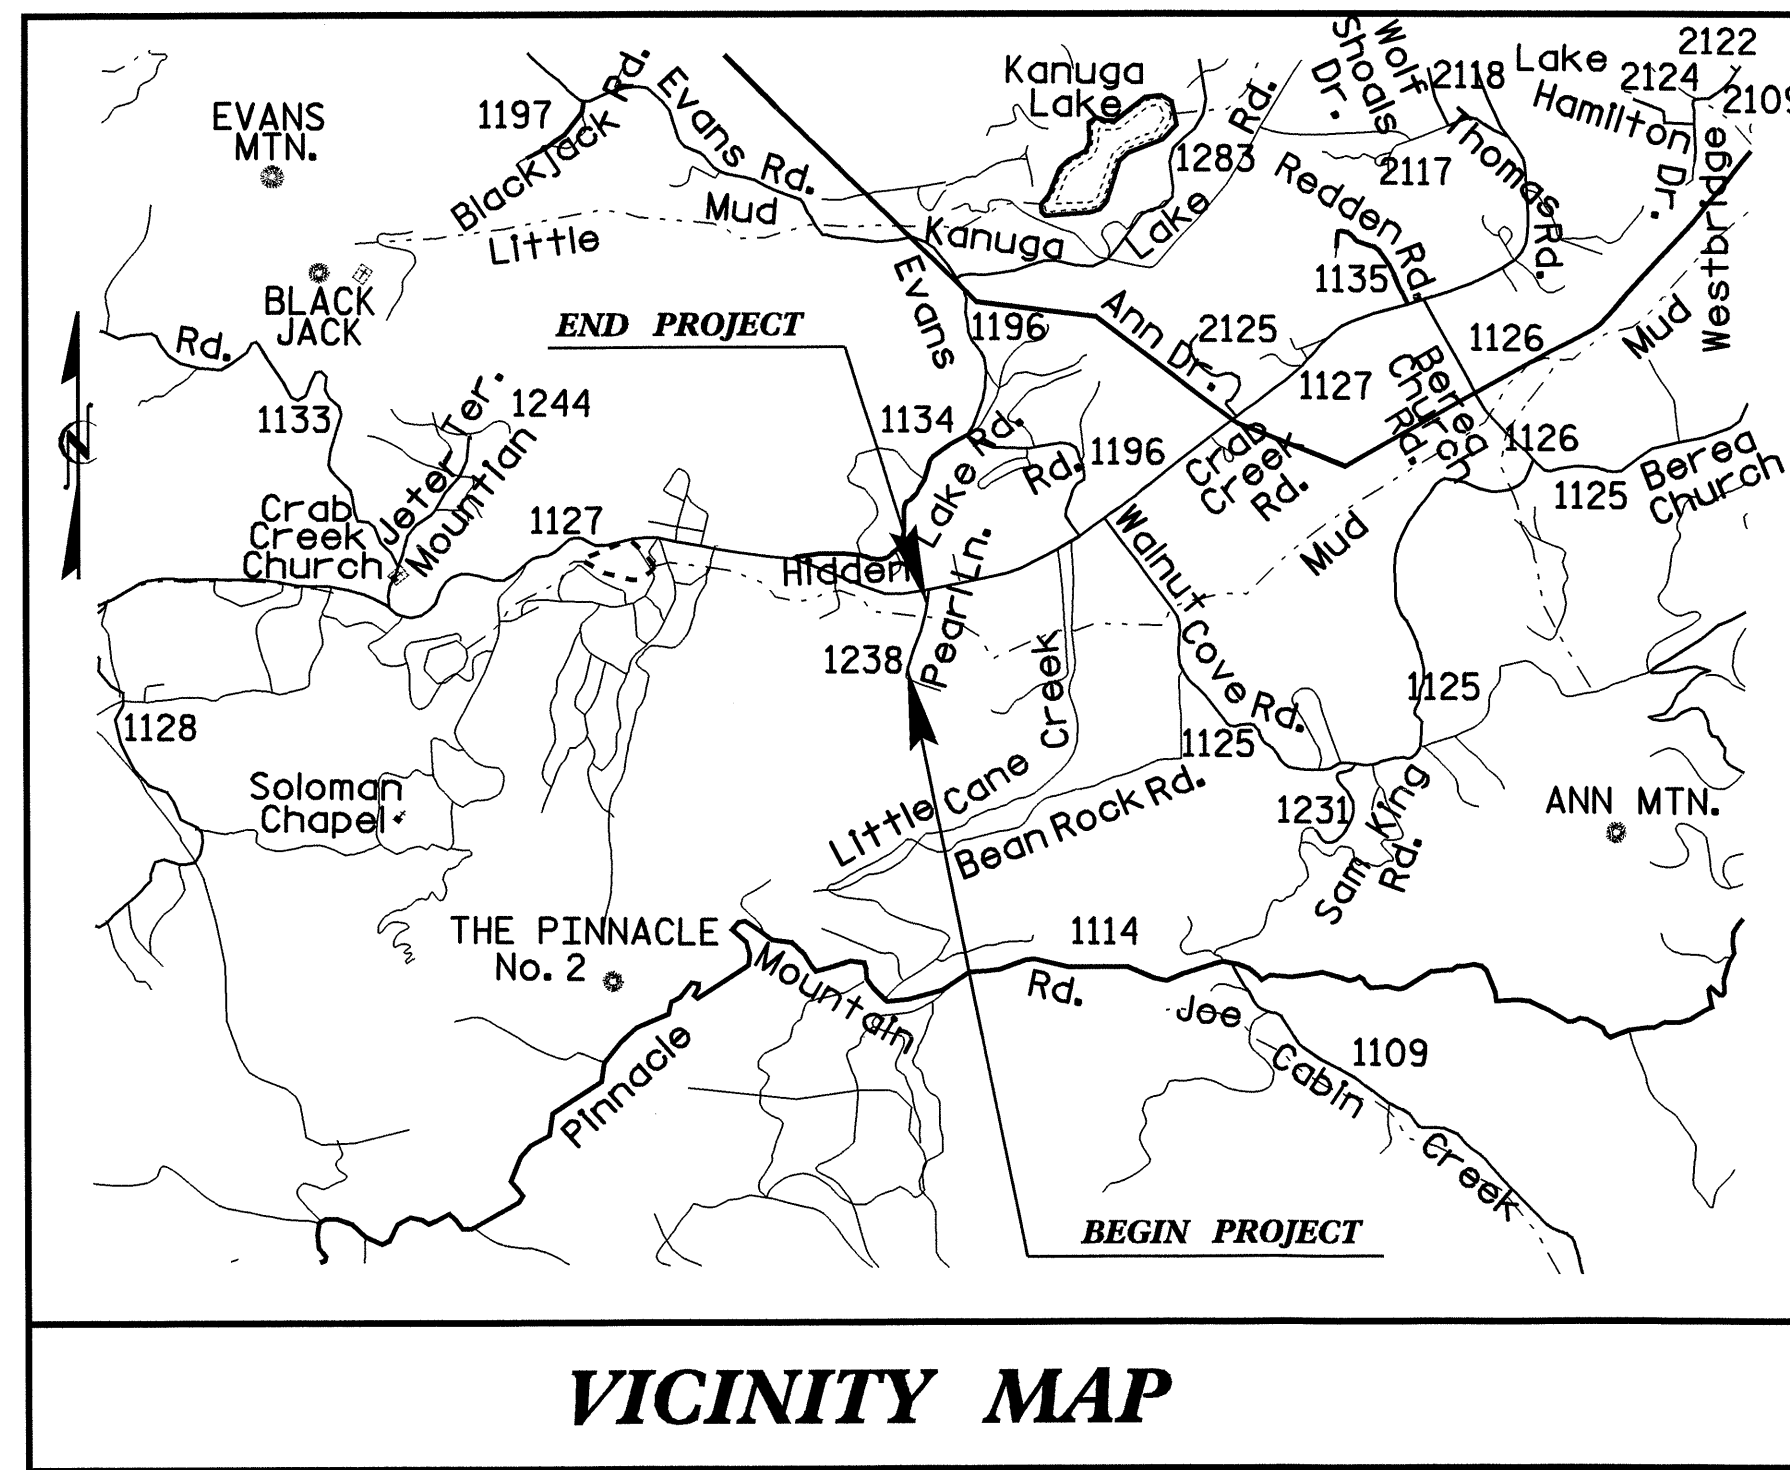 Kanuga
Lake
Wolf
Shoals
Dr.
2118
Lake
Hamilton
Dr.
2122
2124
2109
EVANS
MTN.
1197
Blackjack Rd.
Evans Rd.
1283
Kanuga Lake Rd.
2117
Thomas Rd.
Redden Rd.
Westbridge
Little Mud
BLACK
JACK
1135
Rd.
END PROJECT
Evans
1196
Ann Dr.
2125
1126
Mud
1127
Berea
Church
Rd.
Berea
Church
1133
Jeter
Mountian
Ter.
1244
1134
Lake Rd.
Rd.
1196
Crab
Creek
Rd.
1126
1125
Berea
Church
N
Crab
Creek
Church
1127
Hidden
Pearl Ln.
Walnut Cove Rd.
Mud
1238
1125
1128
1125
Soloman
Chapel
Little Cane Creek
Bean Rock Rd.
1231
Sam King
Rd.
ANN MTN.
THE PINNACLE
No. 2
1114
Pinnacle Mountain Rd.
Joe Cabin Creek
1109
BEGIN PROJECT
VICINITY MAP